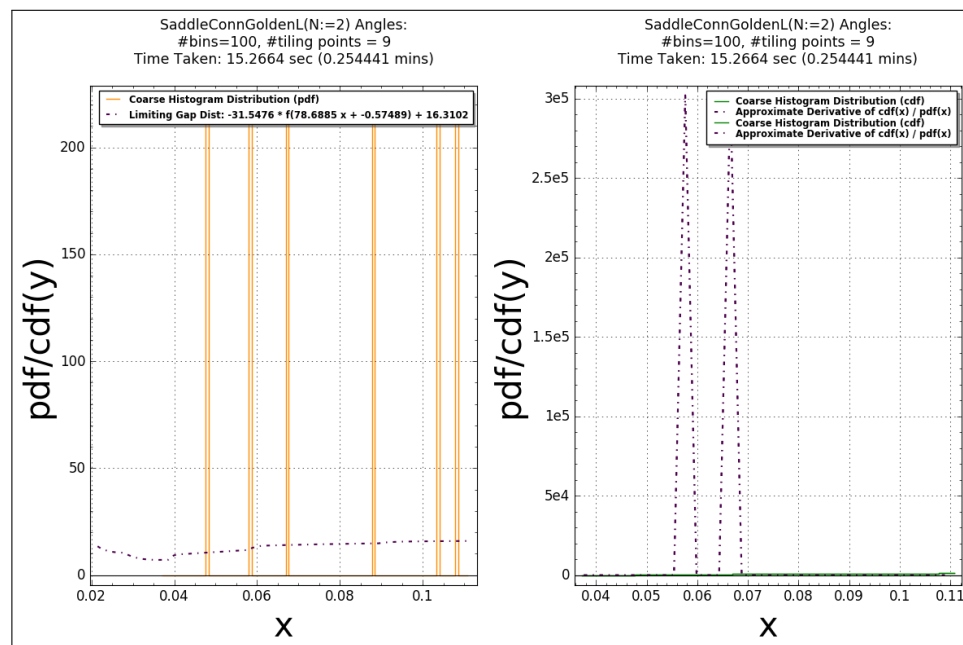 SaddleConnGoldenL(N:=2) Angles:
#bins=100, #tiling points = 9
Time Taken: 15.2664 sec (0.254441 mins)
Coarse Histogram Distribution (pdf)
Limiting Gap Dist: -31.5476 * f(78.6885 x + -0.57489) + 16.3102
pdf/cdf(y)
200
150
100
50
0
0.02
0.04
0.06
0.08
0.1
x
SaddleConnGoldenL(N:=2) Angles:
#bins=100, #tiling points = 9
Time Taken: 15.2664 sec (0.254441 mins)
Coarse Histogram Distribution (cdf)
Approximate Derivative of cdf(x) / pdf(x)
Coarse Histogram Distribution (cdf)
Approximate Derivative of cdf(x) / pdf(x)
pdf/cdf(y)
3e5
2.5e5
2e5
1.5e5
1e5
5e4
0
0.04
0.05
0.06
0.07
0.08
0.09
0.1
0.11
x